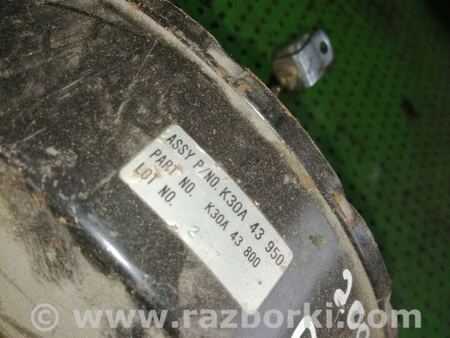 ASSY P/NO. K30A 43 950
PART NO. K30A 43 800
LOT NO.
www.razborki.com